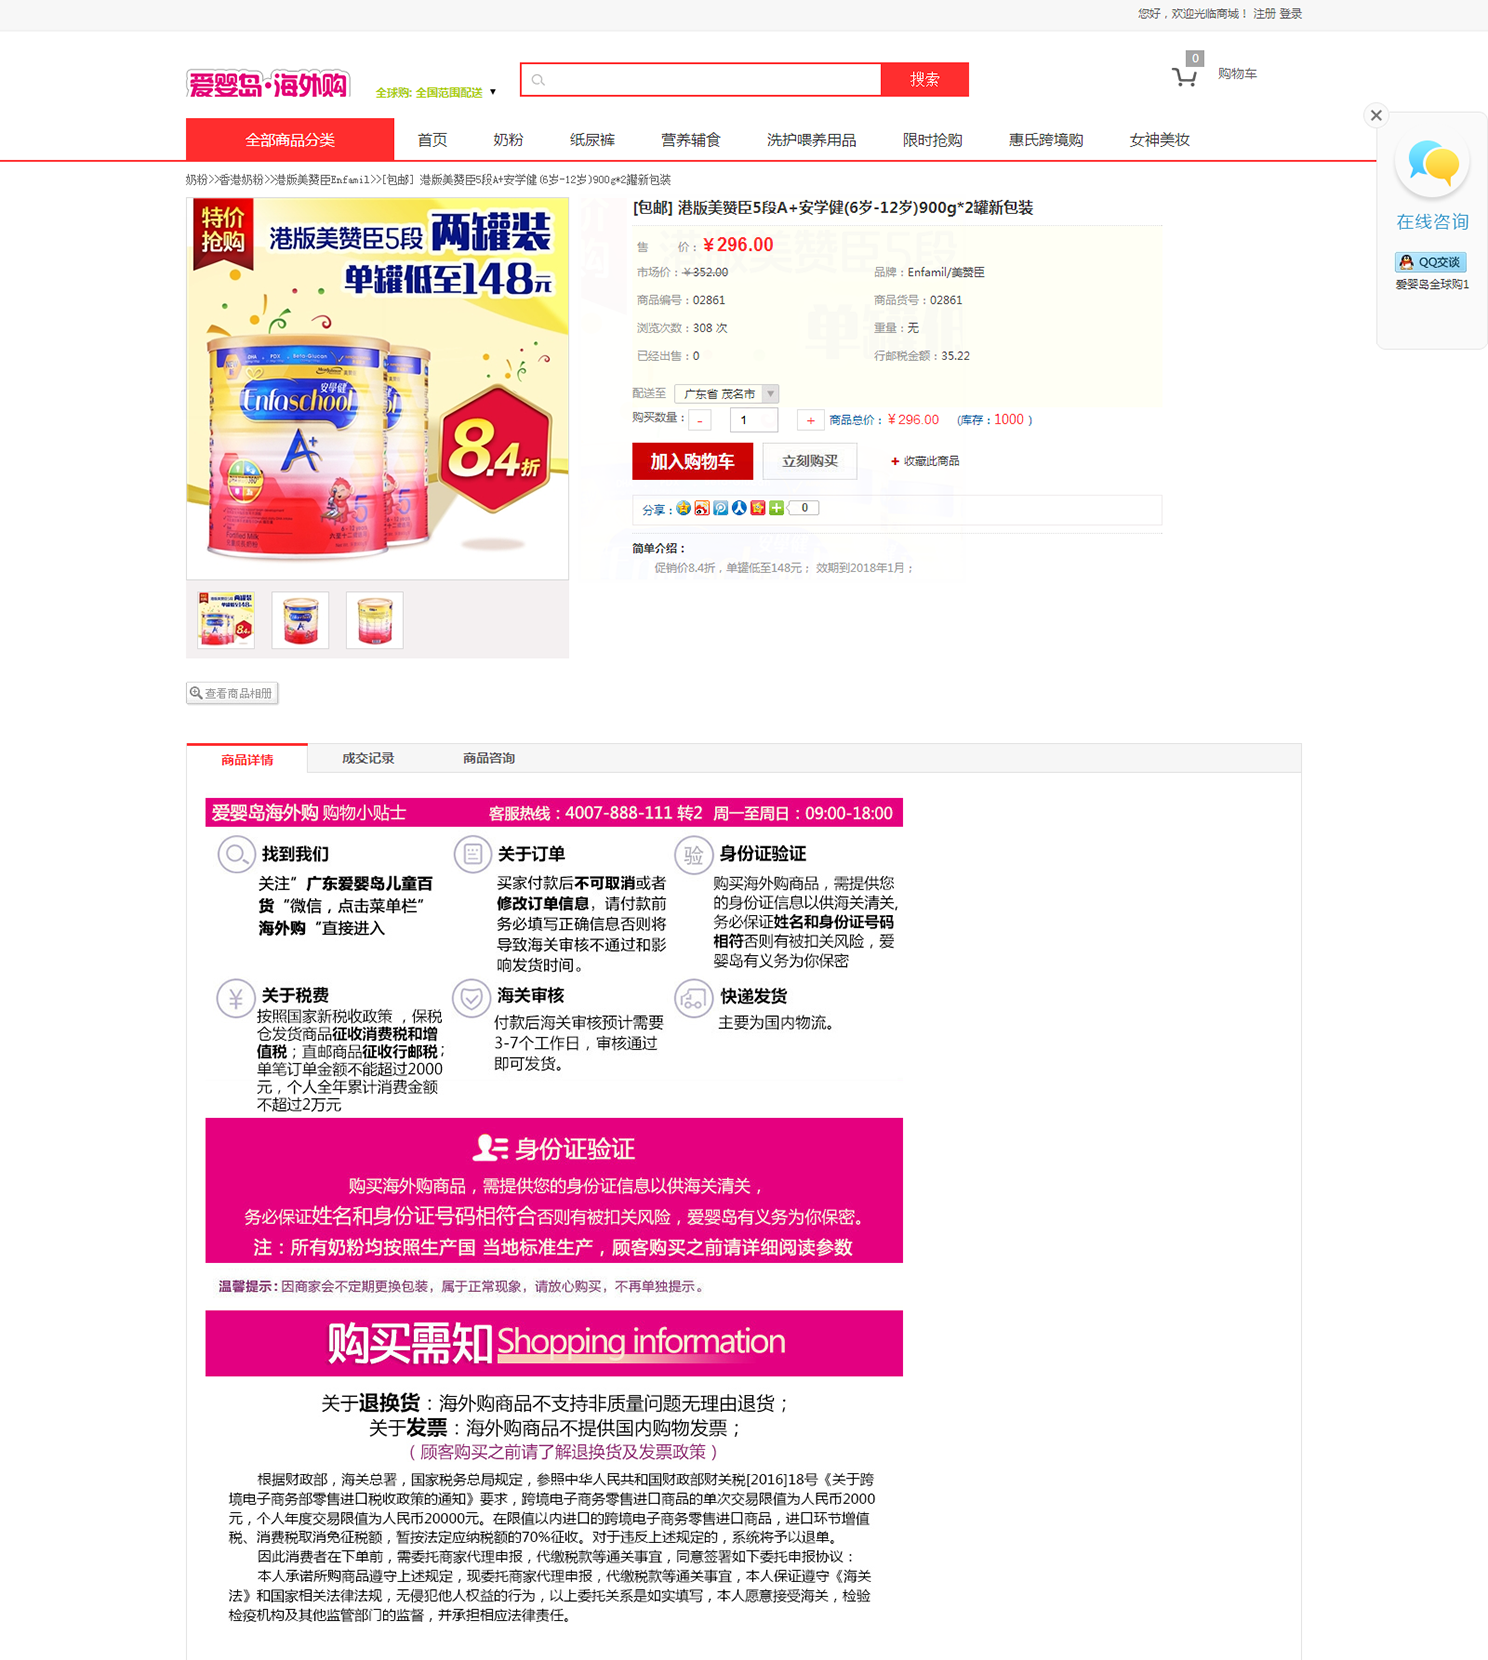 您好，欢迎光临商城！ 注册 登录
爱婴岛·海外购
全球购: 全国范围配送 ▼
搜索
0
购物车
全部商品分类 首页 奶粉 纸尿裤 营养辅食 洗护喂养用品 限时抢购 惠氏跨境购 女神美妆
在线咨询
QQ交谈
爱婴岛全球购1
奶粉>>香港奶粉>>港版美赞臣Enfamil>>[包邮] 港版美赞臣5段A+安学健(6岁-12岁)900g*2罐新包装
特价
抢购
港版美赞臣5段 两罐装
单罐低至148元
安學健
Enfaschool
A+
5
8.4折
[包邮] 港版美赞臣5段A+安学健(6岁-12岁)900g*2罐新包装
售 价：￥296.00
市场价：￥352.00 品牌：Enfamil/美赞臣
商品编号：02861 商品货号：02861
浏览次数：308 次 重量：无
已经出售：0 行邮税金额：35.22
配送至 广东省 茂名市
购买数量： - 1 + 商品总价：￥296.00 (库存：1000 )
加入购物车 立刻购买 + 收藏此商品
分享： 0
简单介绍：
促销价8.4折，单罐低至148元； 效期到2018年1月；
查看商品相册
商品详情 成交记录 商品咨询
爱婴岛海外购 购物小贴士 客服热线：4007-888-111 转2 周一至周日：09:00-18:00
找到我们
关注” 广东爱婴岛儿童百
货 “微信，点击菜单栏”
海外购 “直接进入
关于订单
买家付款后不可取消或者
修改订单信息，请付款前
务必填写正确信息否则将
导致海关审核不通过和影
响发货时间。
验
身份证验证
购买海外购商品，需提供您
的身份证信息以供海关清关,
务必保证姓名和身份证号码
相符否则有被扣关风险，爱
婴岛有义务为你保密
关于税费
按照国家新税收政策 ，保税
仓发货商品征收消费税和增
值税；直邮商品征收行邮税；
单笔订单金额不能超过2000
元，个人全年累计消费金额
不超过2万元
海关审核
付款后海关审核预计需要
3-7个工作日，审核通过
即可发货。
快递发货
主要为国内物流。
身份证验证
购买海外购商品，需提供您的身份证信息以供海关清关，
务必保证姓名和身份证号码相符合否则有被扣关风险，爱婴岛有义务为你保密。
注：所有奶粉均按照生产国 当地标准生产，顾客购买之前请详细阅读参数
温馨提示：因商家会不定期更换包装，属于正常现象，请放心购买，不再单独提示。
购买需知 Shopping information
关于退换货：海外购商品不支持非质量问题无理由退货；
关于发票：海外购商品不提供国内购物发票；
（ 顾客购买之前请了解退换货及发票政策 ）
根据财政部，海关总署，国家税务总局规定，参照中华人民共和国财政部财关税[2016]18号《关于跨
境电子商务部零售进口税收政策的通知》要求，跨境电子商务零售进口商品的单次交易限值为人民币2000
元，个人年度交易限值为人民币20000元。在限值以内进口的跨境电子商务零售进口商品，进口环节增值
税、消费税取消免征税额，暂按法定应纳税额的70%征收。对于违反上述规定的，系统将予以退单。
因此消费者在下单前，需委托商家代理申报，代缴税款等通关事宜，同意签署如下委托申报协议：
本人承诺所购商品遵守上述规定，现委托商家代理申报，代缴税款等通关事宜，本人保证遵守《海关
法》和国家相关法律法规，无侵犯他人权益的行为，以上委托关系是如实填写，本人愿意接受海关，检验
检疫机构及其他监管部门的监督，并承担相应法律责任。